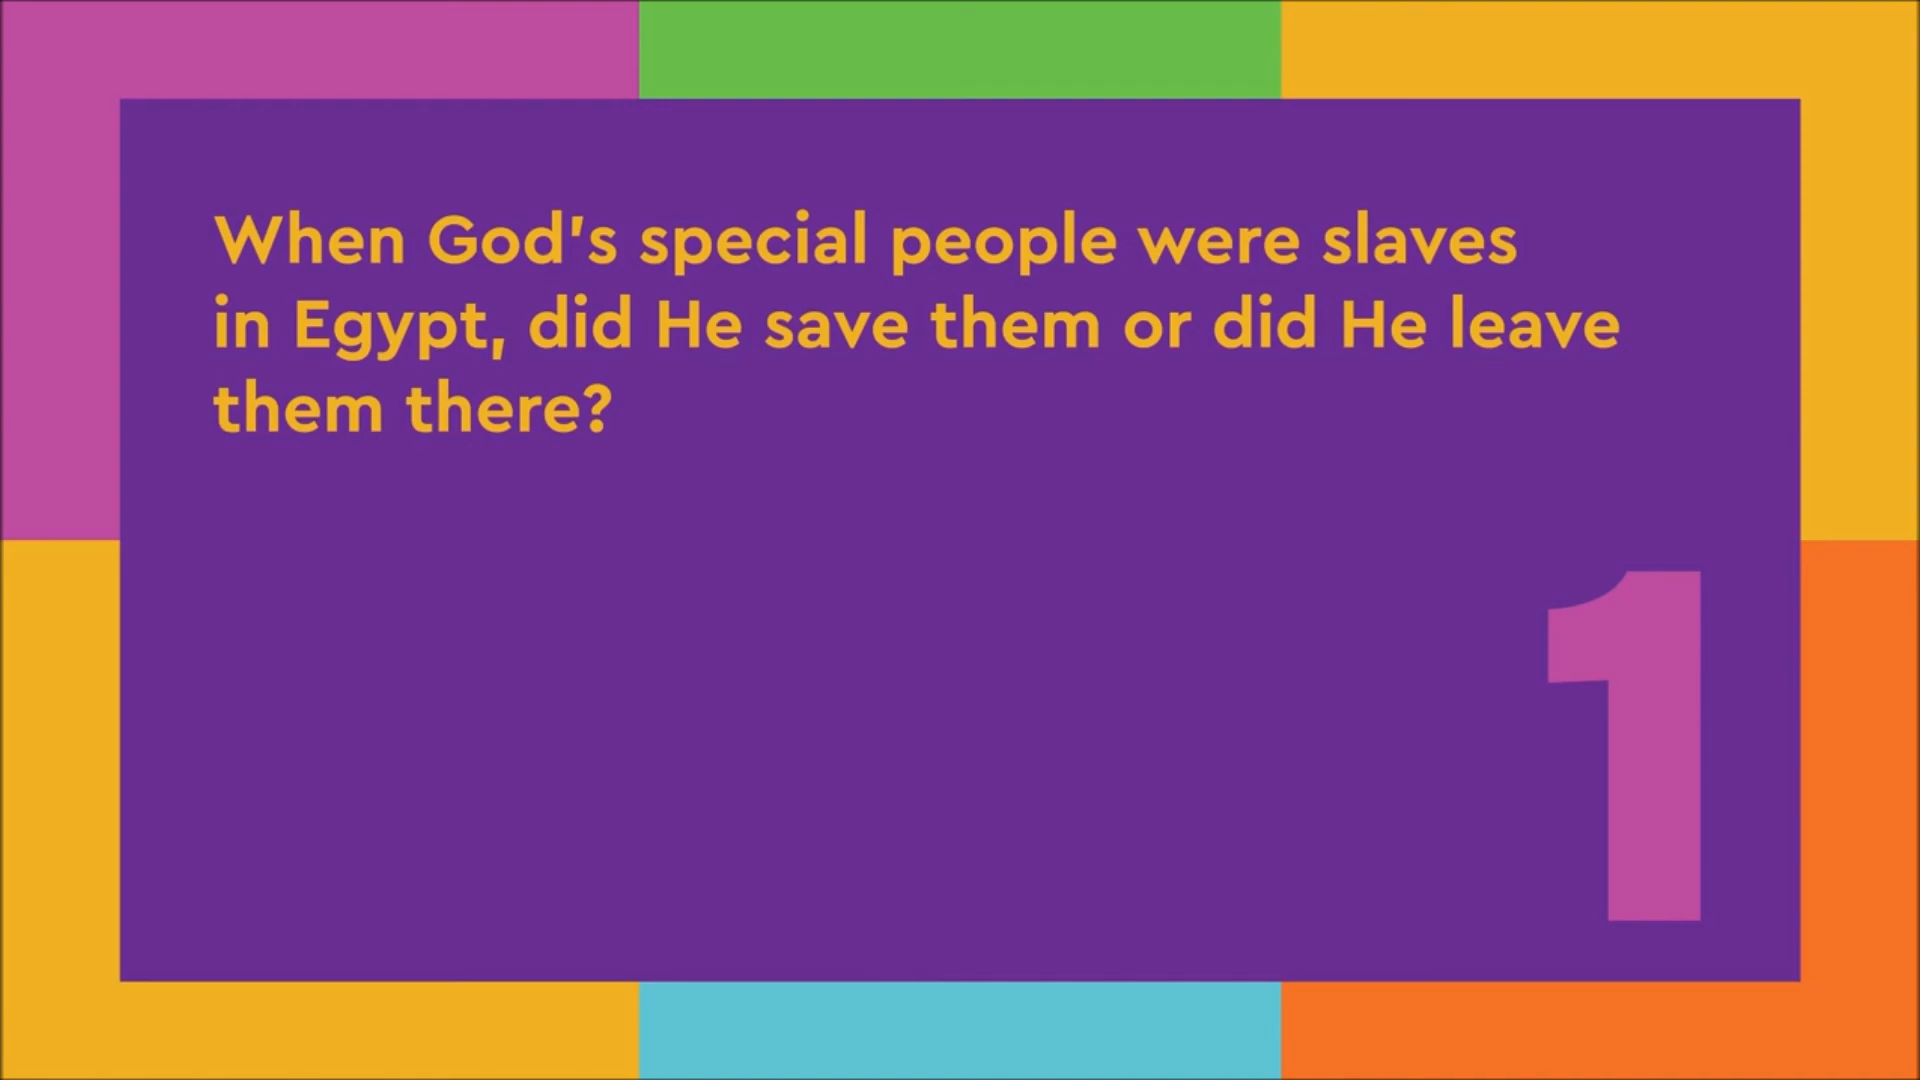 When God's special people were slaves
in Egypt, did He save them or did He leave
them there?
1